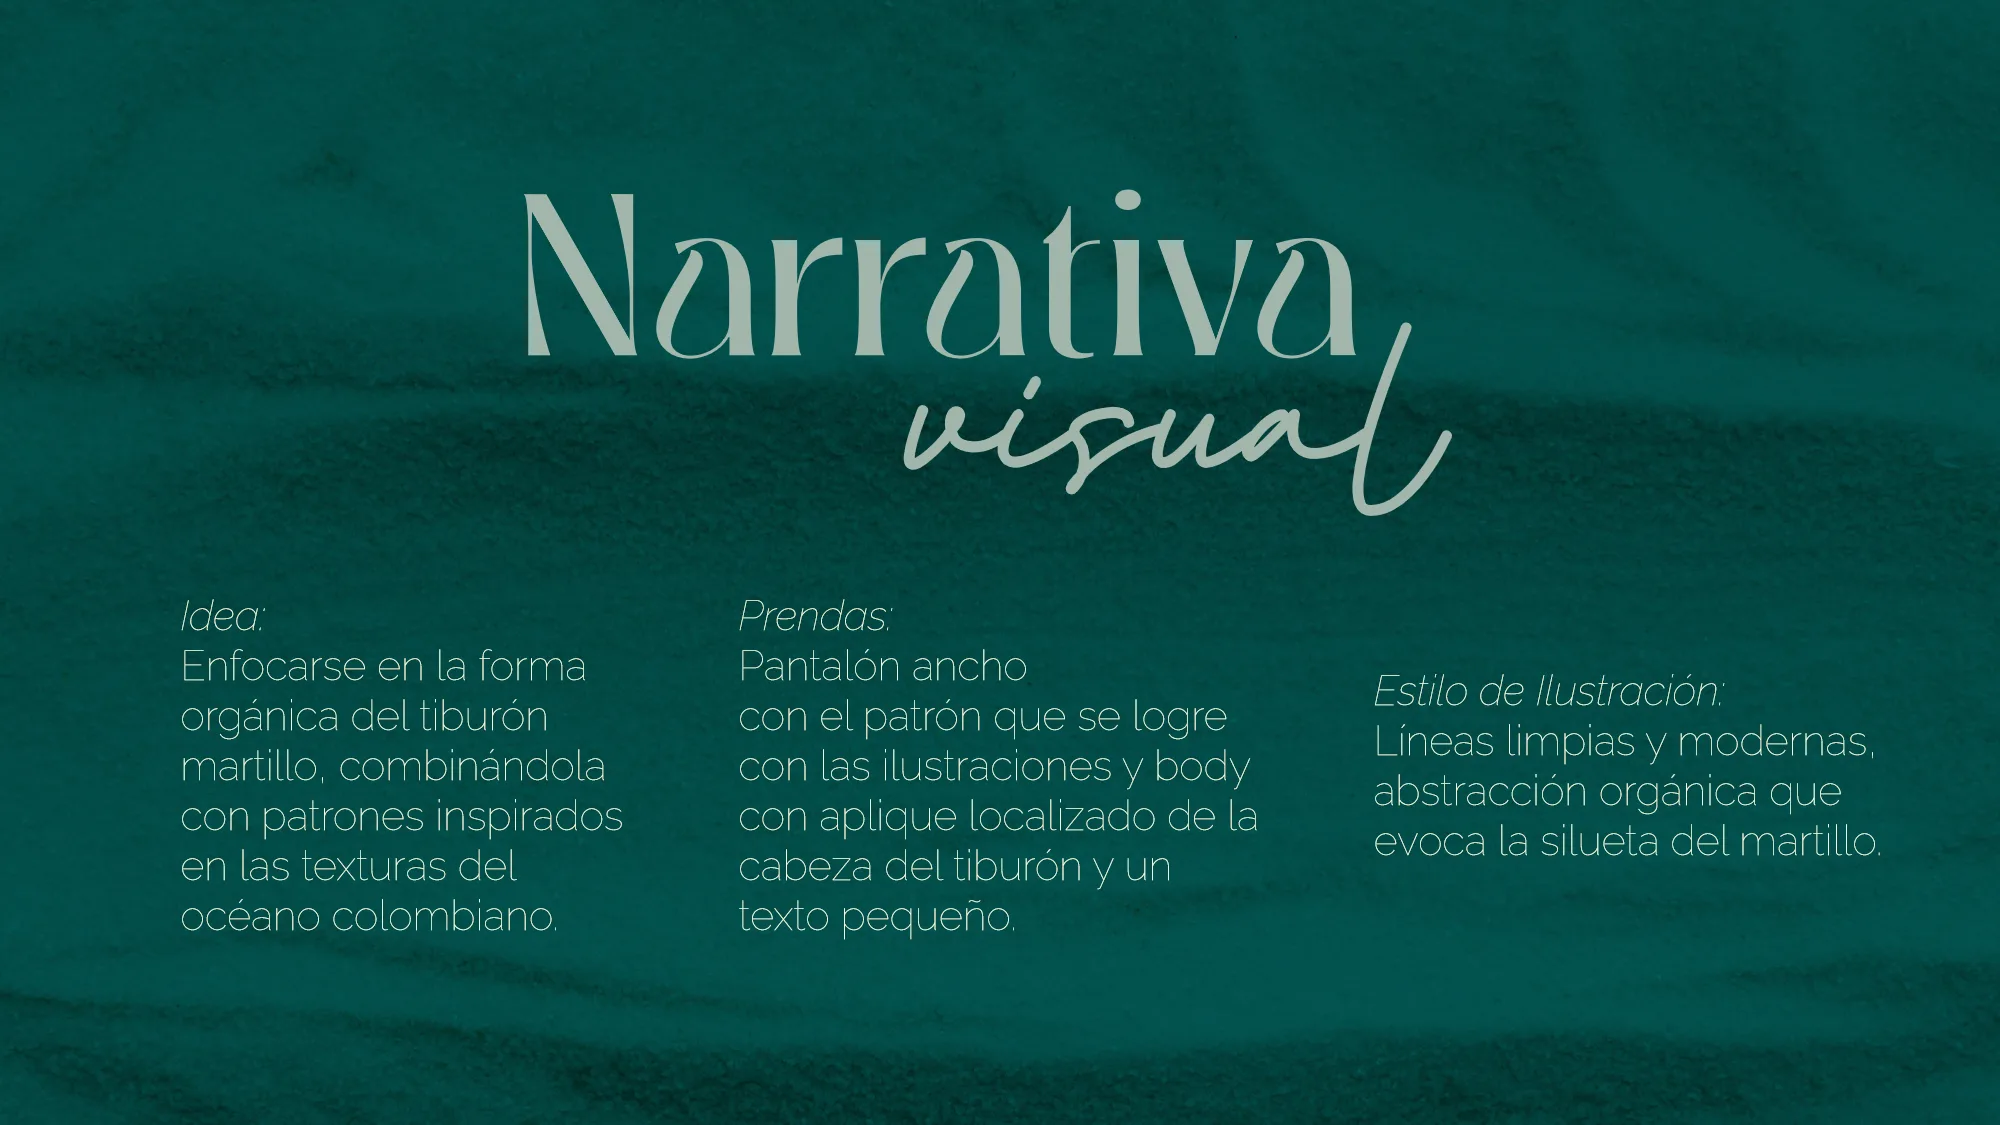 Narrativa
visual
Idea:
Enfocarse en la forma
orgánica del tiburón
martillo, combinándola
con patrones inspirados
en las texturas del
océano colombiano.
Prendas:
Pantalón ancho
con el patrón que se logre
con las ilustraciones y body
con aplique localizado de la
cabeza del tiburón y un
texto pequeño.
Estilo de Ilustración:
Líneas limpias y modernas,
abstracción orgánica que
evoca la silueta del martillo.